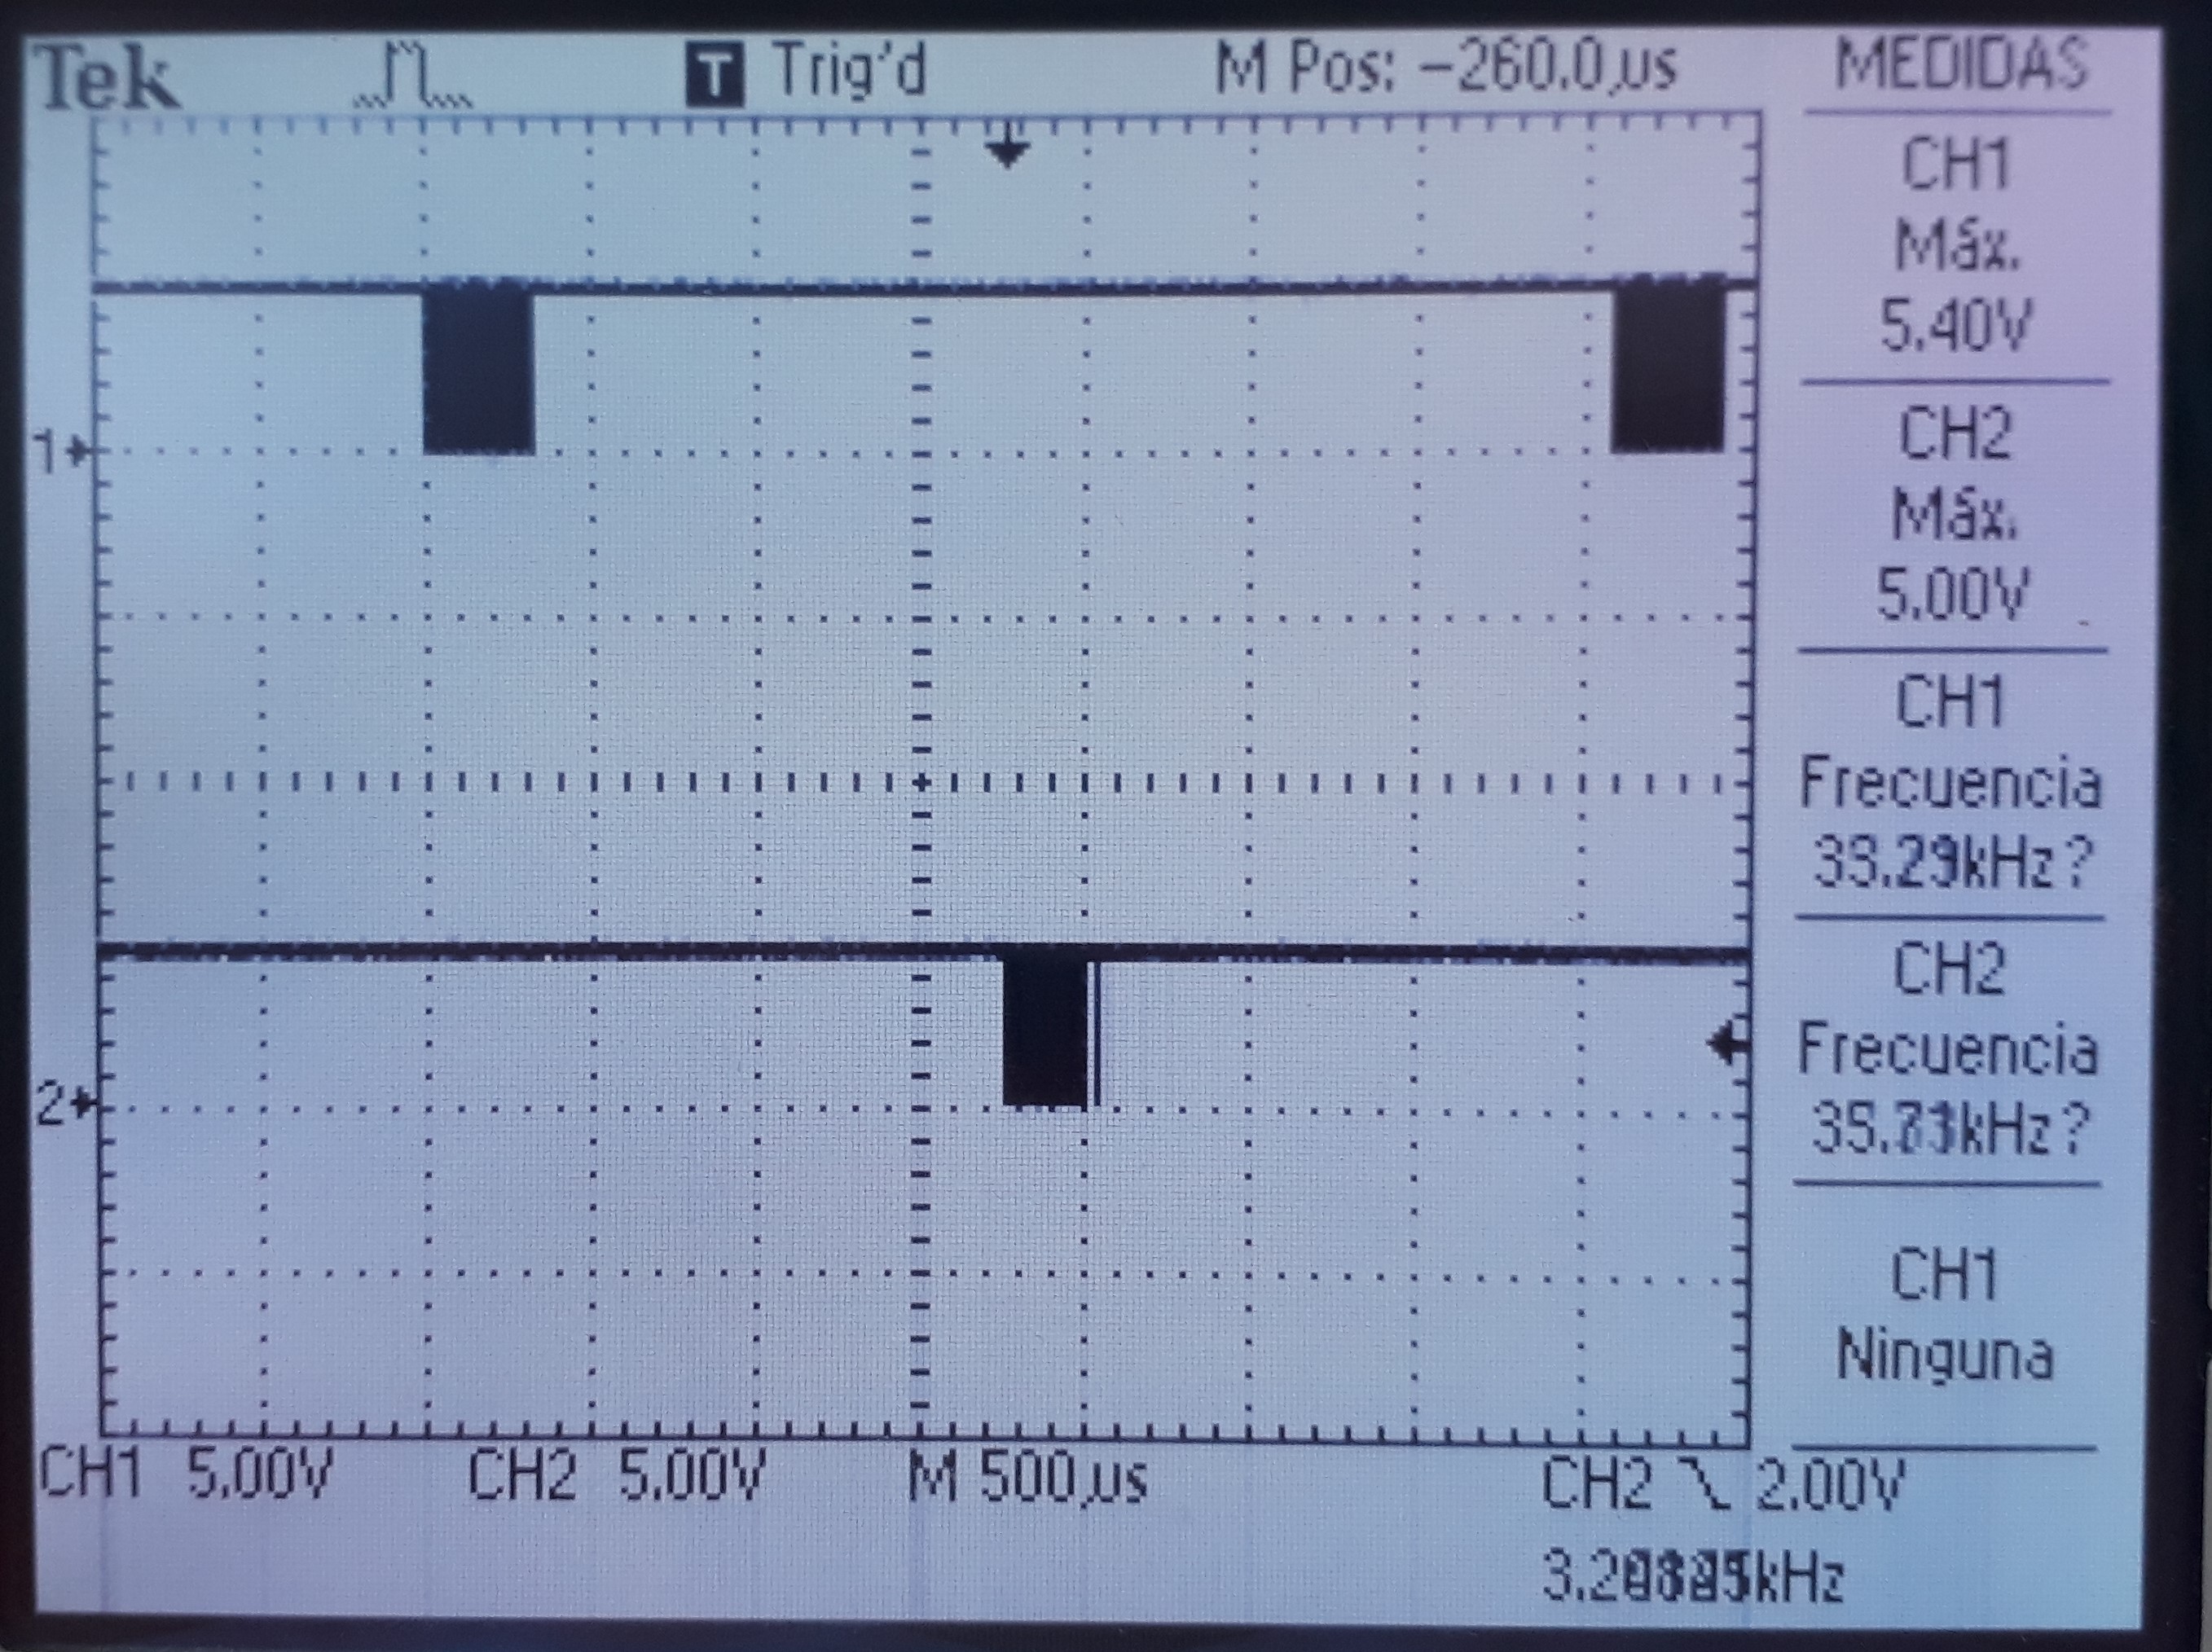 Tek T Trig'd M Pos: -260.0µs MEDIDAS
CH1
Máx.
5.40V
CH2
Máx.
5.00V
CH1
Frecuencia
CH2
Frecuencia
CH1
Ninguna
1
2
CH1 5.00V CH2 5.00V M 500µs CH2 2.00V